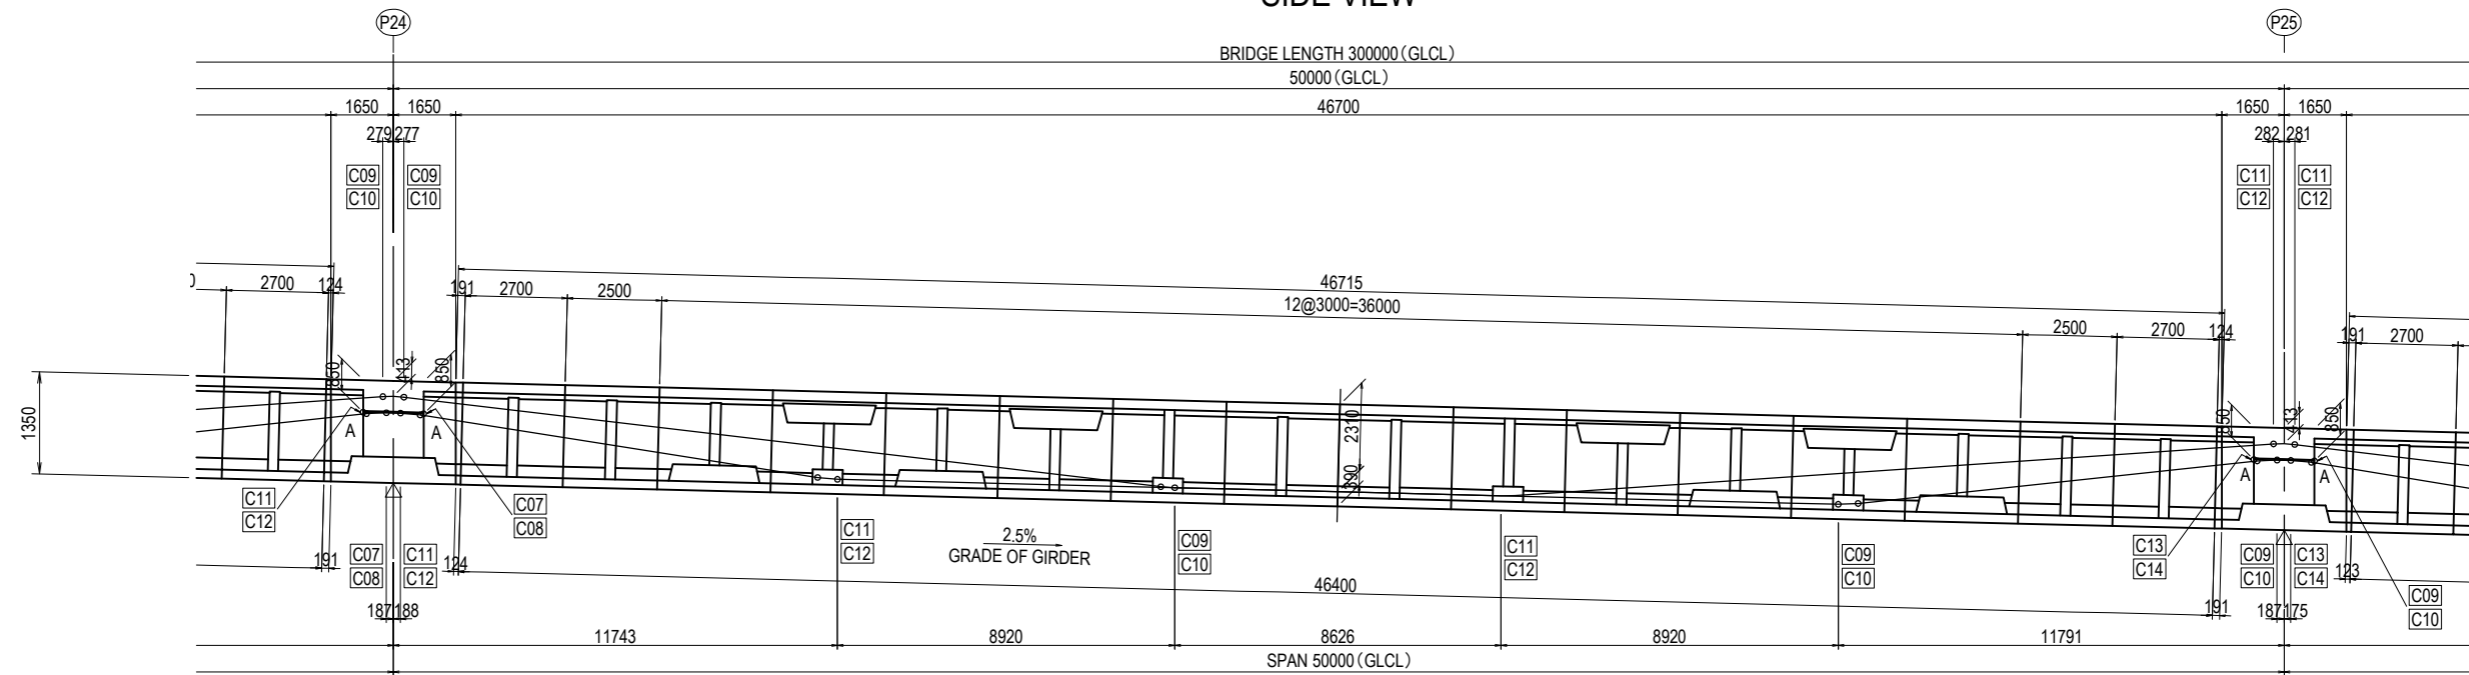 SIDE VIEW
P24 P25
BRIDGE LENGTH 300000(GLCL)
50000(GLCL)
1650 1650 46700 1650 1650
279 277 282 281
C09 C09 C11 C11
C10 C10 C12 C12
46715
2700 124 191 2700 2500 12@3000=36000 2500 2700 124 191 2700
850 413 850 850 413 850
1350
2310
390
A A A A
C11 C07
C12 C08
C07 C11
C08 C12
191 124
187 188
C11
C12
2.5%
GRADE OF GIRDER
C09
C10
C11
C12
C09
C10
C13 C09 C13
C14 C10 C14
C09
C10
46400
191 187 175 123
11743 8920 8626 8920 11791
SPAN 50000(GLCL)